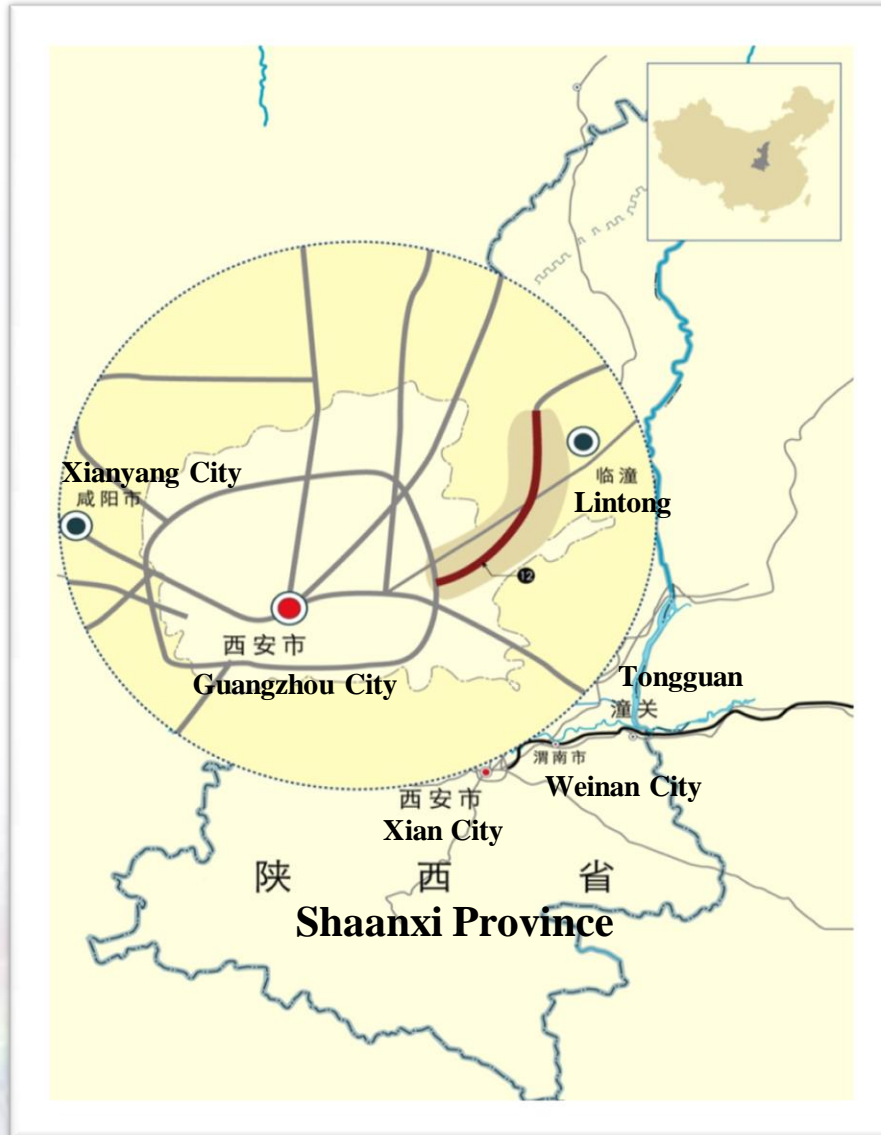 Xianyang City
咸阳市
临潼
Lintong
12
西安市
Guangzhou City
Tongguan
潼关
渭南市
Weinan City
西安市
Xian City
陕 西 省
Shaanxi Province